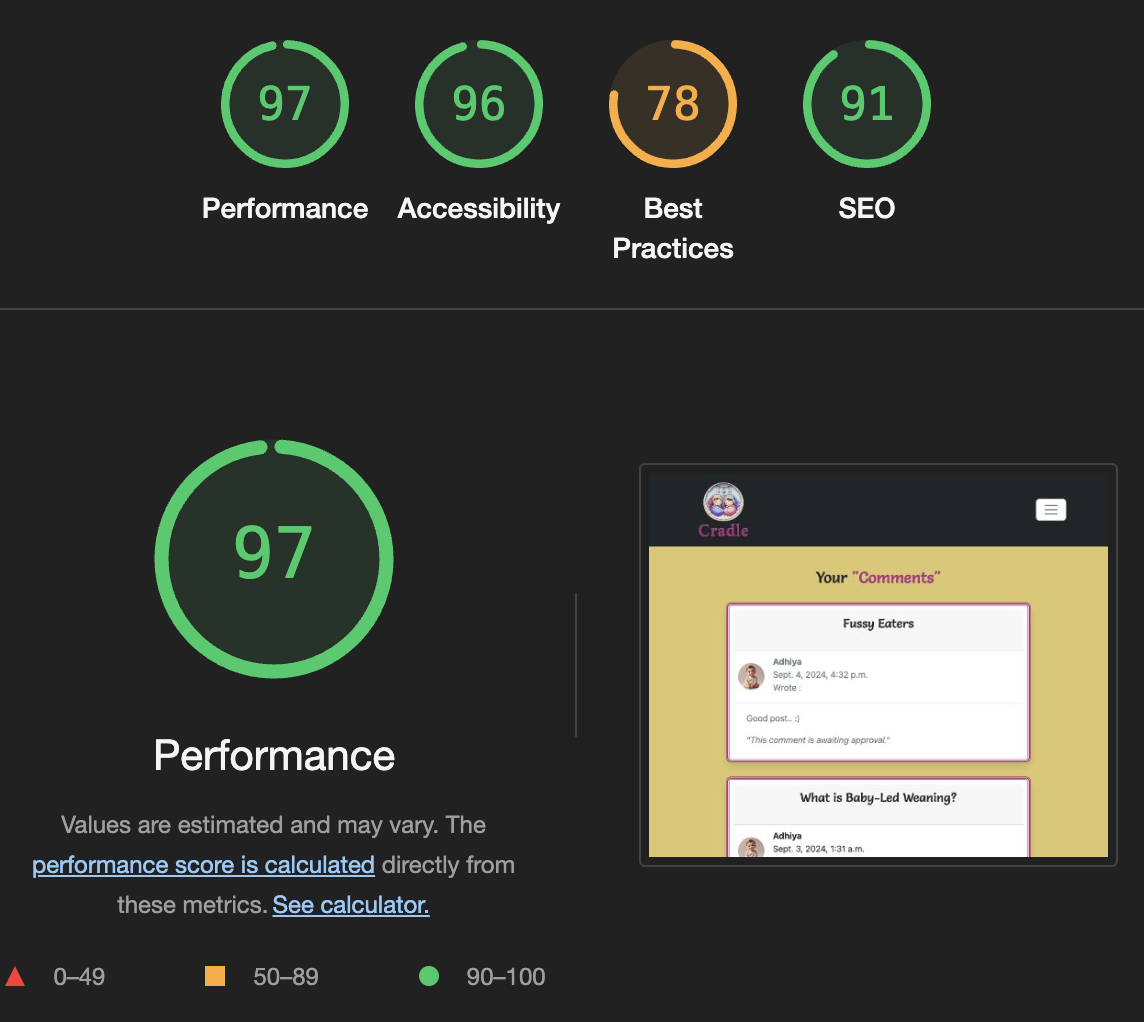 97
96
78
91
Performance
Accessibility
Best
Practices
SEO
97
Performance
Values are estimated and may vary. The
performance score is calculated directly from
these metrics. See calculator.
0–49
50–89
90–100
Cradle
Your "Comments"
Fussy Eaters
Adhiya
Sept. 4, 2024, 4:32 p.m.
Wrote :
Good post.. :)
"This comment is awaiting approval."
What is Baby-Led Weaning?
Adhiya
Sept. 3, 2024, 1:31 a.m.